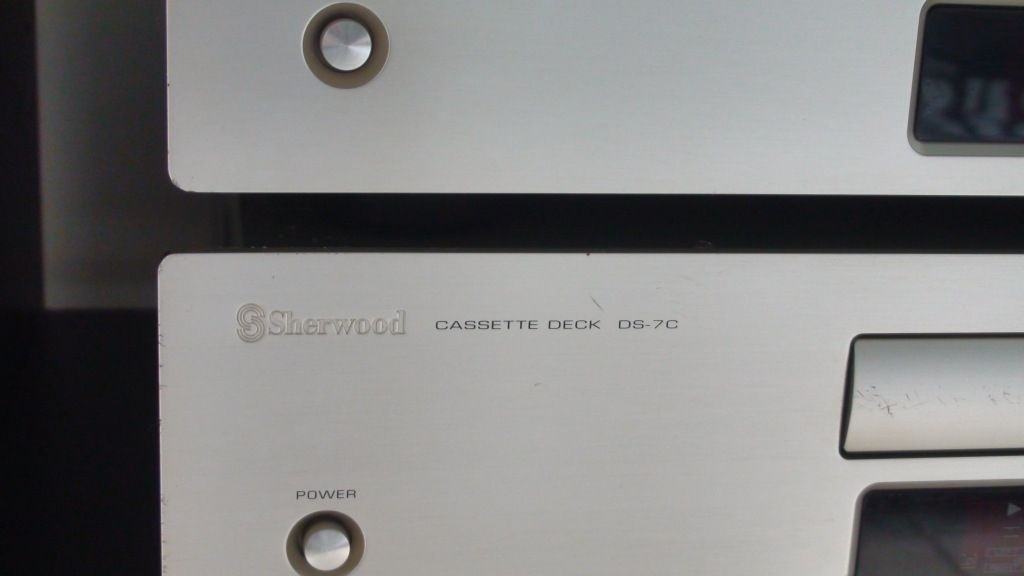 Sherwood CASSETTE DECK DS-7C
POWER